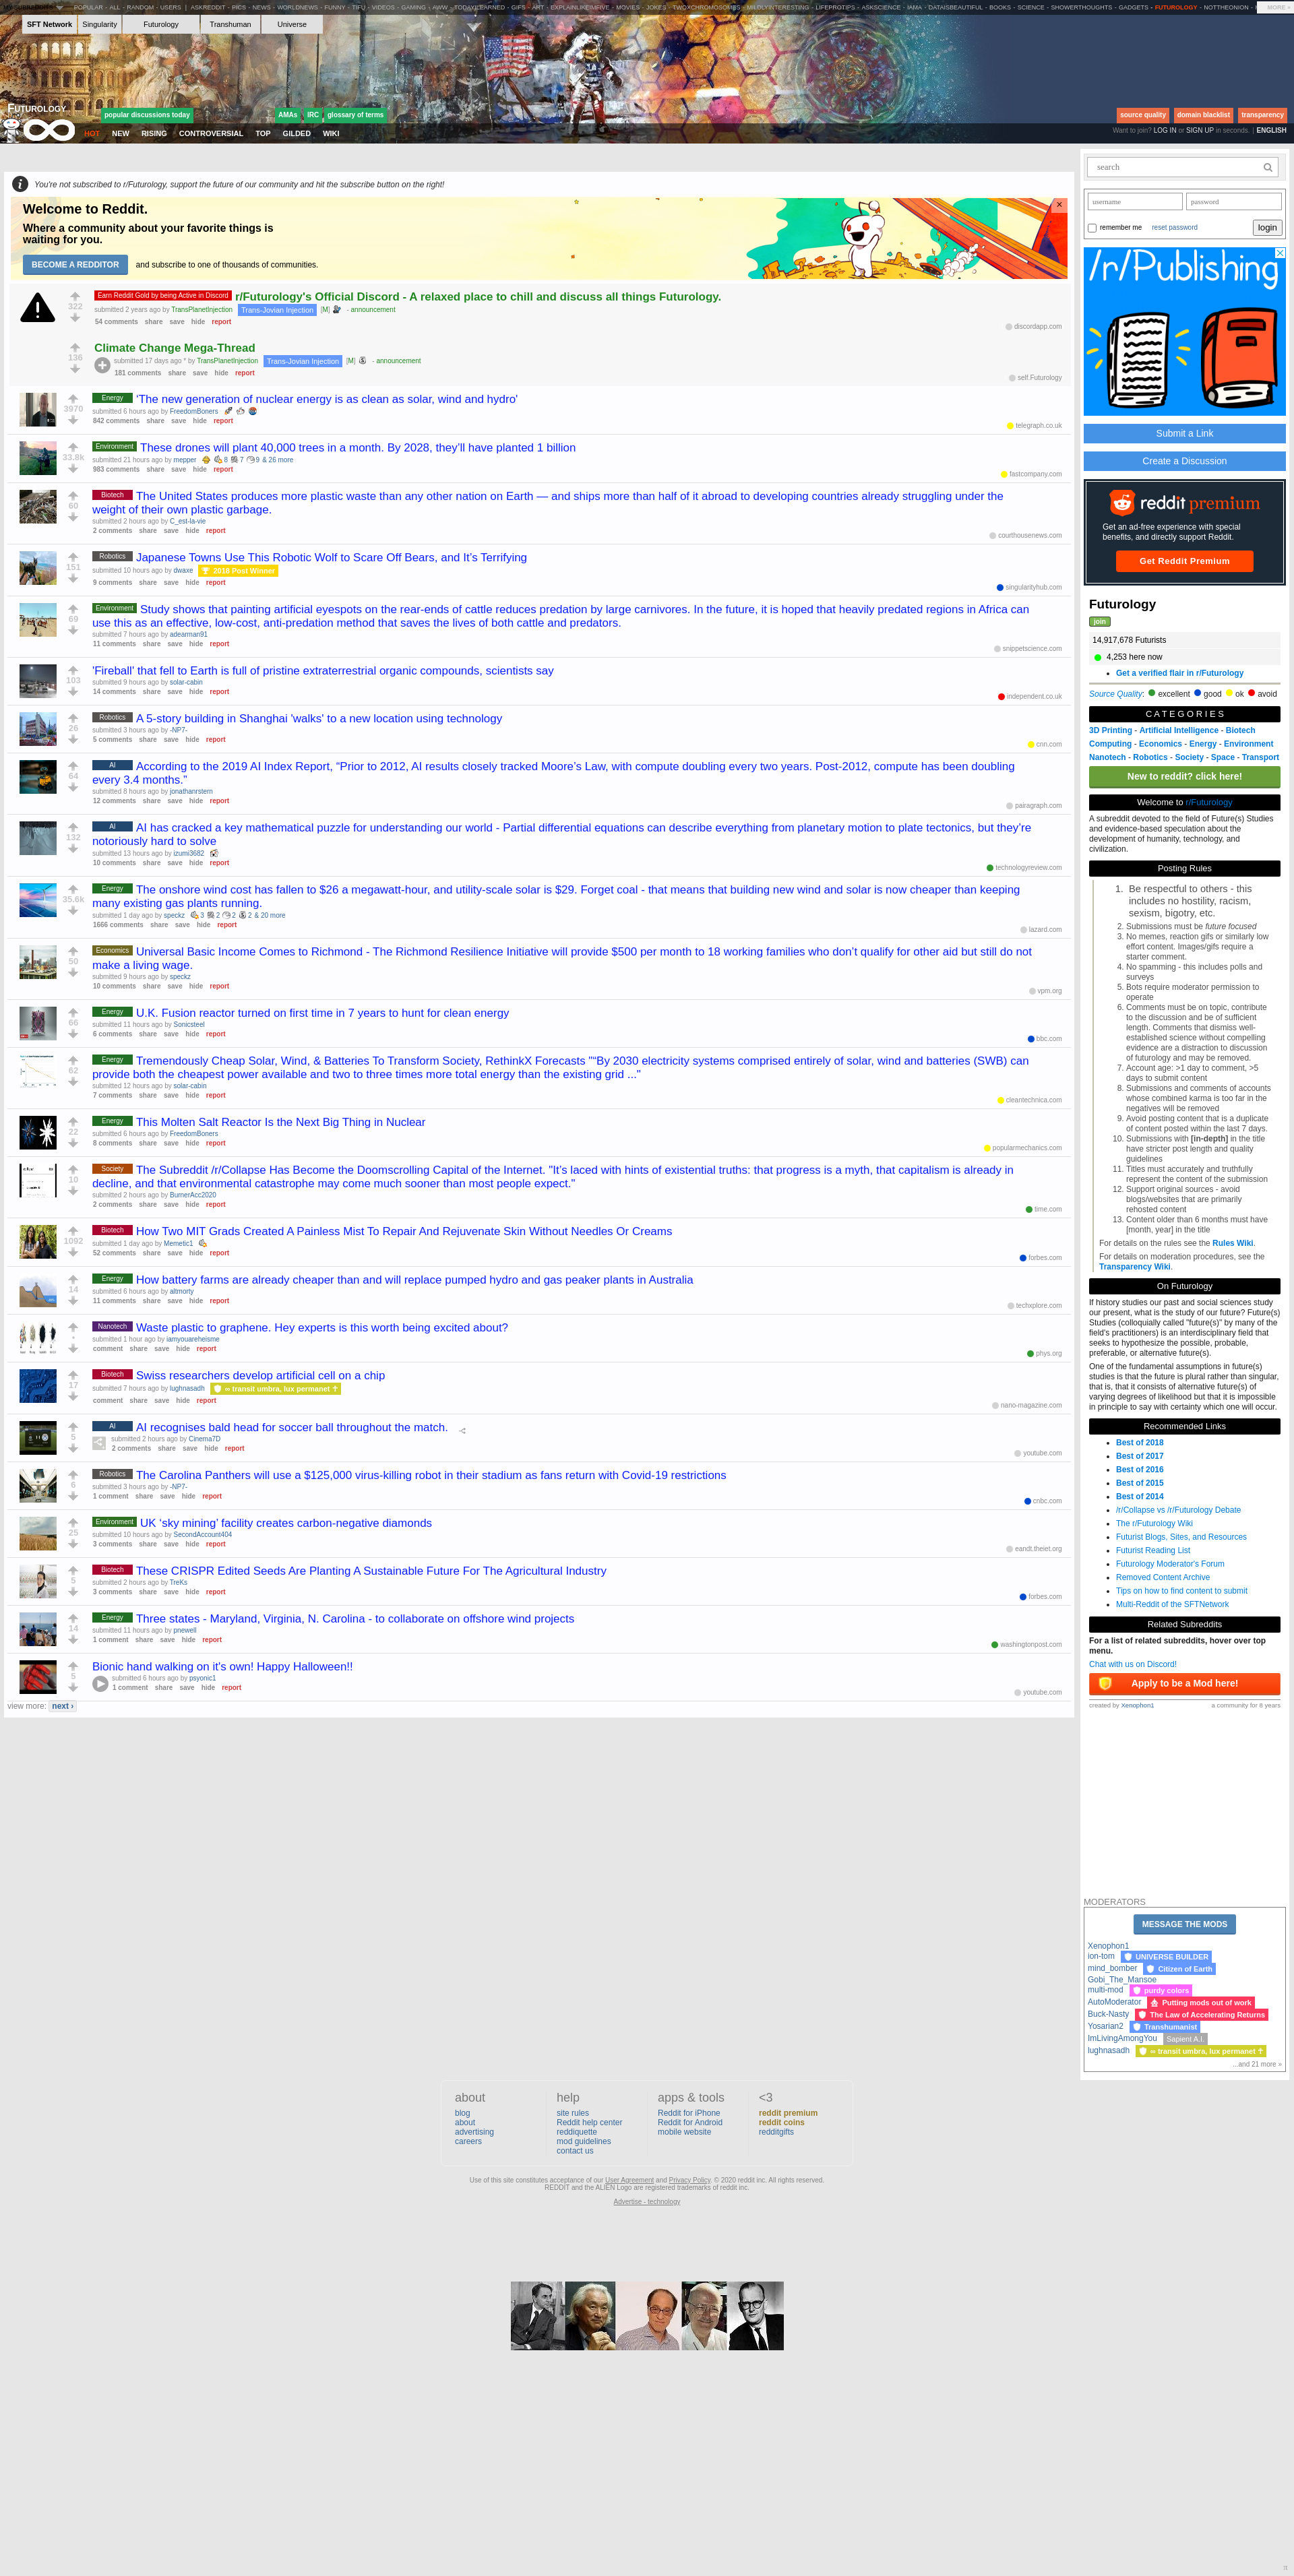 POPULAR - ALL - RANDOM - USERS | ASKREDDIT - PICS - NEWS - WORLDNEWS - FUNNY - TIFU - VIDEOS - GAMING - AWW - TODAYILEARNED - GIFS - ART - EXPLAINLIKEIMFIVE - MOVIES - JOKES - TWOXCHROMOSOMES - MILDLYINTERESTING - LIFEPROTIPS - ASKSCIENCE - IAMA - DATAISBEAUTIFUL - BOOKS - SCIENCE - SHOWERTHOUGHTS - GADGETS - FUTUROLOGY - NOTTHEONION - MORE »
SFT Network Singularity Futurology Transhuman Universe
FUTUROLOGY
popular discussions today AMAs IRC glossary of terms source quality domain blacklist transparency
HOT NEW RISING CONTROVERSIAL TOP GILDED WIKI
Want to join? LOG IN or SIGN UP in seconds. | ENGLISH
You're not subscribed to r/Futurology, support the future of our community and hit the subscribe button on the right!
Welcome to Reddit.
Where a community about your favorite things is
waiting for you.
BECOME A REDDITOR and subscribe to one of thousands of communities.
322
Earn Reddit Gold by being Active in Discord r/Futurology's Official Discord - A relaxed place to chill and discuss all things Futurology.
submitted 2 years ago by TransPlanetInjection Trans-Jovian Injection [M] - announcement
54 comments share save hide report
discordapp.com
136
Climate Change Mega-Thread
submitted 17 days ago * by TransPlanetInjection Trans-Jovian Injection [M] - announcement
181 comments share save hide report
self.Futurology
3970
Energy 'The new generation of nuclear energy is as clean as solar, wind and hydro'
submitted 6 hours ago by FreedomBoners
842 comments share save hide report
telegraph.co.uk
33.8k
Environment These drones will plant 40,000 trees in a month. By 2028, they'll have planted 1 billion
submitted 21 hours ago by mepper 8 7 9 & 26 more
983 comments share save hide report
fastcompany.com
60
Biotech The United States produces more plastic waste than any other nation on Earth — and ships more than half of it abroad to developing countries already struggling under the
weight of their own plastic garbage.
submitted 2 hours ago by C_est-la-vie
2 comments share save hide report
courthousenews.com
151
Robotics Japanese Towns Use This Robotic Wolf to Scare Off Bears, and It's Terrifying
submitted 10 hours ago by dwaxe 2018 Post Winner
9 comments share save hide report
singularityhub.com
69
Environment Study shows that painting artificial eyespots on the rear-ends of cattle reduces predation by large carnivores. In the future, it is hoped that heavily predated regions in Africa can
use this as an effective, low-cost, anti-predation method that saves the lives of both cattle and predators.
submitted 7 hours ago by adearman91
11 comments share save hide report
snippetscience.com
103
'Fireball' that fell to Earth is full of pristine extraterrestrial organic compounds, scientists say
submitted 9 hours ago by solar-cabin
14 comments share save hide report
independent.co.uk
26
Robotics A 5-story building in Shanghai 'walks' to a new location using technology
submitted 3 hours ago by -NP7-
5 comments share save hide report
cnn.com
64
AI According to the 2019 AI Index Report, "Prior to 2012, AI results closely tracked Moore's Law, with compute doubling every two years. Post-2012, compute has been doubling
every 3.4 months."
submitted 8 hours ago by jonathanrstern
12 comments share save hide report
pairagraph.com
132
AI AI has cracked a key mathematical puzzle for understanding our world - Partial differential equations can describe everything from planetary motion to plate tectonics, but they're
notoriously hard to solve
submitted 13 hours ago by izumi3682
10 comments share save hide report
technologyreview.com
35.6k
Energy The onshore wind cost has fallen to $26 a megawatt-hour, and utility-scale solar is $29. Forget coal - that means that building new wind and solar is now cheaper than keeping
many existing gas plants running.
submitted 1 day ago by speckz 3 2 2 2 & 20 more
1666 comments share save hide report
lazard.com
50
Economics Universal Basic Income Comes to Richmond - The Richmond Resilience Initiative will provide $500 per month to 18 working families who don't qualify for other aid but still do not
make a living wage.
submitted 9 hours ago by speckz
10 comments share save hide report
vpm.org
66
Energy U.K. Fusion reactor turned on first time in 7 years to hunt for clean energy
submitted 11 hours ago by Sonicsteel
6 comments share save hide report
bbc.com
62
Energy Tremendously Cheap Solar, Wind, & Batteries To Transform Society, RethinkX Forecasts ""By 2030 electricity systems comprised entirely of solar, wind and batteries (SWB) can
provide both the cheapest power available and two to three times more total energy than the existing grid ..."
submitted 12 hours ago by solar-cabin
7 comments share save hide report
cleantechnica.com
22
Energy This Molten Salt Reactor Is the Next Big Thing in Nuclear
submitted 6 hours ago by FreedomBoners
8 comments share save hide report
popularmechanics.com
10
Society The Subreddit /r/Collapse Has Become the Doomscrolling Capital of the Internet. "It's laced with hints of existential truths: that progress is a myth, that capitalism is already in
decline, and that environmental catastrophe may come much sooner than most people expect."
submitted 2 hours ago by BurnerAcc2020
2 comments share save hide report
time.com
1092
Biotech How Two MIT Grads Created A Painless Mist To Repair And Rejuvenate Skin Without Needles Or Creams
submitted 1 day ago by Memetic1
52 comments share save hide report
forbes.com
14
Energy How battery farms are already cheaper than and will replace pumped hydro and gas peaker plants in Australia
submitted 6 hours ago by altmorty
11 comments share save hide report
techxplore.com
•
Nanotech Waste plastic to graphene. Hey experts is this worth being excited about?
submitted 1 hour ago by iamyouareheisme
comment share save hide report
phys.org
17
Biotech Swiss researchers develop artificial cell on a chip
submitted 7 hours ago by lughnasadh ∞ transit umbra, lux permanet ☥
comment share save hide report
nano-magazine.com
5
AI AI recognises bald head for soccer ball throughout the match.
submitted 2 hours ago by Cinema7D
2 comments share save hide report
youtube.com
6
Robotics The Carolina Panthers will use a $125,000 virus-killing robot in their stadium as fans return with Covid-19 restrictions
submitted 3 hours ago by -NP7-
1 comment share save hide report
cnbc.com
25
Environment UK 'sky mining' facility creates carbon-negative diamonds
submitted 10 hours ago by SecondAccount404
3 comments share save hide report
eandt.theiet.org
5
Biotech These CRISPR Edited Seeds Are Planting A Sustainable Future For The Agricultural Industry
submitted 2 hours ago by TreKs
3 comments share save hide report
forbes.com
14
Energy Three states - Maryland, Virginia, N. Carolina - to collaborate on offshore wind projects
submitted 11 hours ago by pnewell
1 comment share save hide report
washingtonpost.com
5
Bionic hand walking on it's own! Happy Halloween!!
submitted 6 hours ago by psyonic1
1 comment share save hide report
youtube.com
view more: next ›
search
username password
remember me reset password login
/r/Publishing
Submit a Link
Create a Discussion
reddit premium
Get an ad-free experience with special
benefits, and directly support Reddit.
Get Reddit Premium
Futurology
join
14,917,678 Futurists
4,253 here now
Get a verified flair in r/Futurology
Source Quality: excellent good ok avoid
CATEGORIES
3D Printing - Artificial Intelligence - Biotech
Computing - Economics - Energy - Environment
Nanotech - Robotics - Society - Space - Transport
New to reddit? click here!
Welcome to r/Futurology
A subreddit devoted to the field of Future(s) Studies
and evidence-based speculation about the
development of humanity, technology, and
civilization.
Posting Rules
1. Be respectful to others - this
includes no hostility, racism,
sexism, bigotry, etc.
2. Submissions must be future focused
3. No memes, reaction gifs or similarly low
effort content. Images/gifs require a
starter comment.
4. No spamming - this includes polls and
surveys
5. Bots require moderator permission to
operate
6. Comments must be on topic, contribute
to the discussion and be of sufficient
length. Comments that dismiss well-
established science without compelling
evidence are a distraction to discussion
of futurology and may be removed.
7. Account age: >1 day to comment, >5
days to submit content
8. Submissions and comments of accounts
whose combined karma is too far in the
negatives will be removed
9. Avoid posting content that is a duplicate
of content posted within the last 7 days.
10. Submissions with [in-depth] in the title
have stricter post length and quality
guidelines
11. Titles must accurately and truthfully
represent the content of the submission
12. Support original sources - avoid
blogs/websites that are primarily
rehosted content
13. Content older than 6 months must have
[month, year] in the title
For details on the rules see the Rules Wiki.
For details on moderation procedures, see the
Transparency Wiki.
On Futurology
If history studies our past and social sciences study
our present, what is the study of our future? Future(s)
Studies (colloquially called "future(s)" by many of the
field's practitioners) is an interdisciplinary field that
seeks to hypothesize the possible, probable,
preferable, or alternative future(s).
One of the fundamental assumptions in future(s)
studies is that the future is plural rather than singular,
that is, that it consists of alternative future(s) of
varying degrees of likelihood but that it is impossible
in principle to say with certainty which one will occur.
Recommended Links
Best of 2018
Best of 2017
Best of 2016
Best of 2015
Best of 2014
/r/Collapse vs /r/Futurology Debate
The r/Futurology Wiki
Futurist Blogs, Sites, and Resources
Futurist Reading List
Futurology Moderator's Forum
Removed Content Archive
Tips on how to find content to submit
Multi-Reddit of the SFTNetwork
Related Subreddits
For a list of related subreddits, hover over top
menu.
Chat with us on Discord!
Apply to be a Mod here!
created by Xenophon1 a community for 8 years
MODERATORS
MESSAGE THE MODS
Xenophon1
ion-tom UNIVERSE BUILDER
mind_bomber Citizen of Earth
Gobi_The_Mansoe
multi-mod purdy colors
AutoModerator Putting mods out of work
Buck-Nasty The Law of Accelerating Returns
Yosarian2 Transhumanist
ImLivingAmongYou Sapient A.I.
lughnasadh ∞ transit umbra, lux permanet ☥
...and 21 more »
about
blog
about
advertising
careers
help
site rules
Reddit help center
reddiquette
mod guidelines
contact us
apps & tools
Reddit for iPhone
Reddit for Android
mobile website
<3
reddit premium
reddit coins
redditgifts
Use of this site constitutes acceptance of our User Agreement and Privacy Policy. © 2020 reddit inc. All rights reserved.
REDDIT and the ALIEN Logo are registered trademarks of reddit inc.
Advertise - technology
π